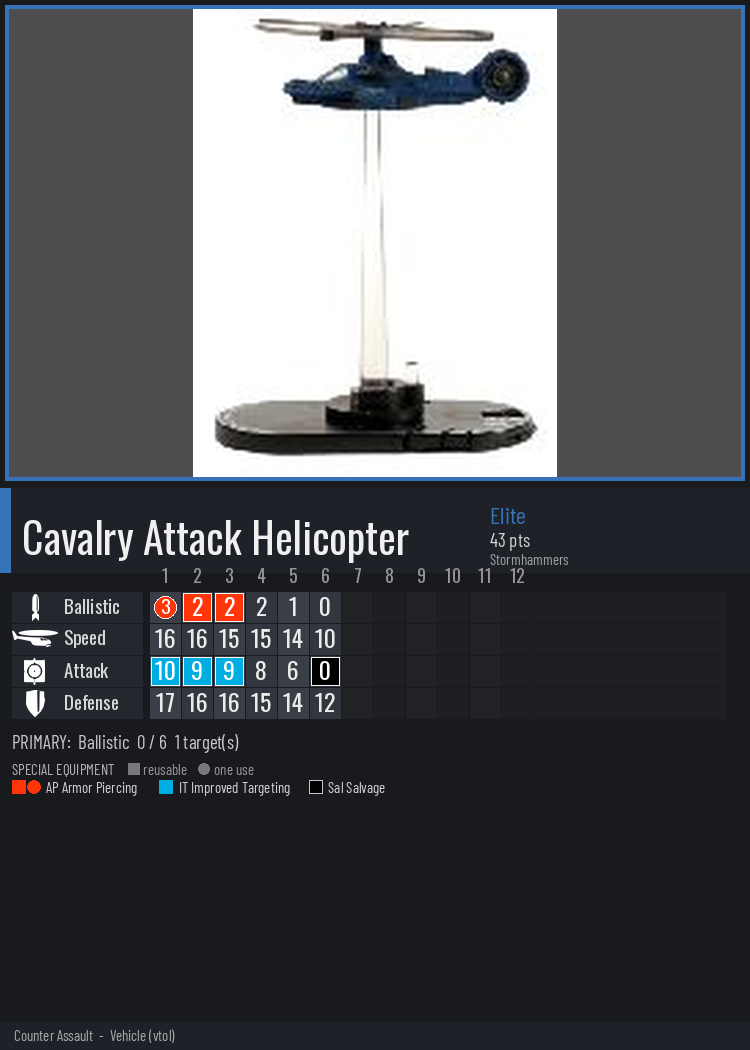 Cavalry Attack Helicopter
Elite
43 pts
Stormhammers
1 2 3 4 5 6 7 8 9 10 11 12
Ballistic 3 2 2 2 1 0
Speed 16 16 15 15 14 10
Attack 10 9 9 8 6 0
Defense 17 16 16 15 14 12
PRIMARY: Ballistic 0 / 6 1 target(s)
SPECIAL EQUIPMENT reusable one use
AP Armor Piercing IT Improved Targeting Sal Salvage
Counter Assault - Vehicle (vtol)